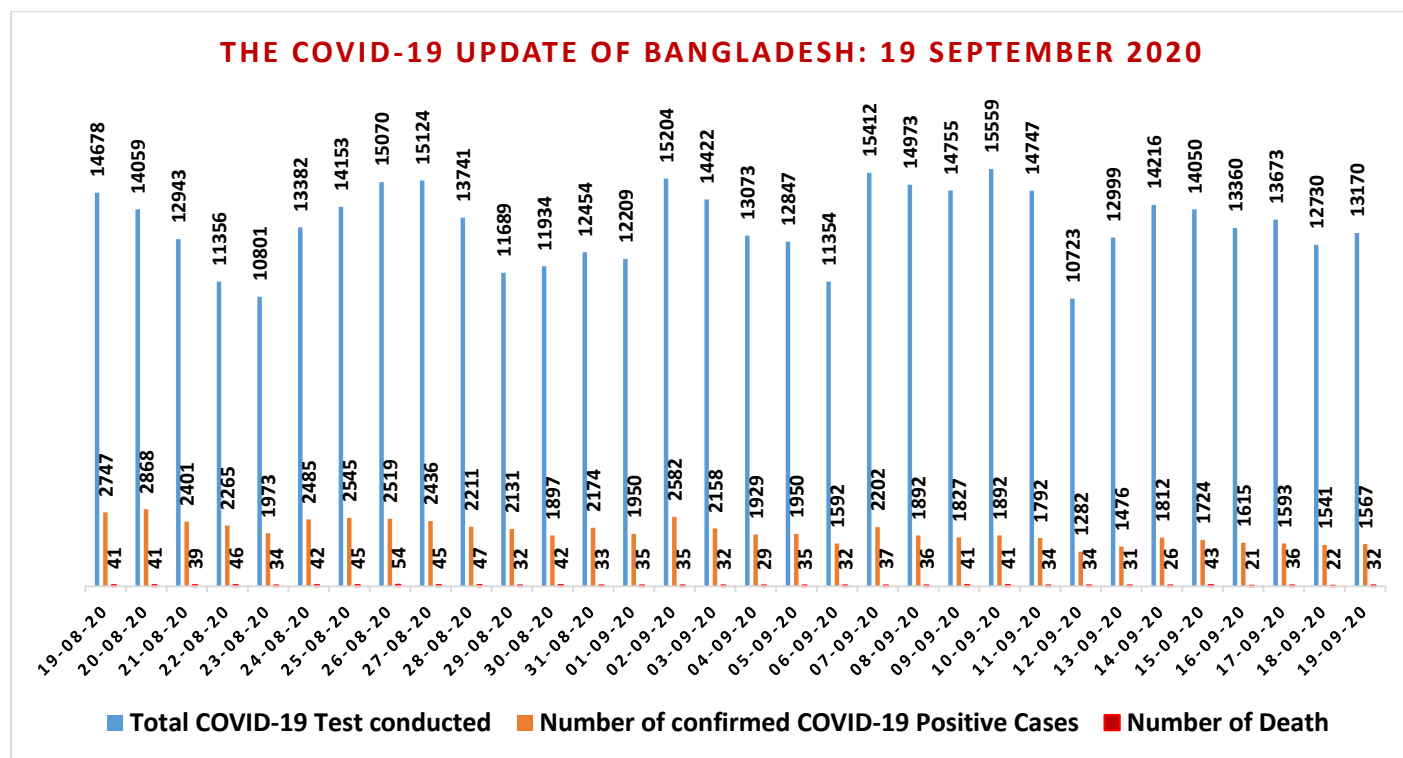 THE COVID-19 UPDATE OF BANGLADESH: 19 SEPTEMBER 2020
14678 14059 12943 11356 10801 13382 14153 15070 15124 13741 11689 11934 12454 12209 15204 14422 13073 12847 11354 15412 14973 14755 15559 14747 10723 12999 14216 14050 13360 13673 12730 13170
2747 2868 2401 2265 1973 2485 2545 2519 2436 2211 2131 1897 2174 1950 2582 2158 1929 1950 1592 2202 1892 1827 1892 1792 1282 1476 1812 1724 1615 1593 1541 1567
41 41 39 46 34 42 45 54 45 47 32 42 33 35 35 32 29 35 32 37 36 41 41 34 34 31 26 43 21 36 22 32
19-08-20 20-08-20 21-08-20 22-08-20 23-08-20 24-08-20 25-08-20 26-08-20 27-08-20 28-08-20 29-08-20 30-08-20 31-08-20 01-09-20 02-09-20 03-09-20 04-09-20 05-09-20 06-09-20 07-09-20 08-09-20 09-09-20 10-09-20 11-09-20 12-09-20 13-09-20 14-09-20 15-09-20 16-09-20 17-09-20 18-09-20 19-09-20
Total COVID-19 Test conducted Number of confirmed COVID-19 Positive Cases Number of Death